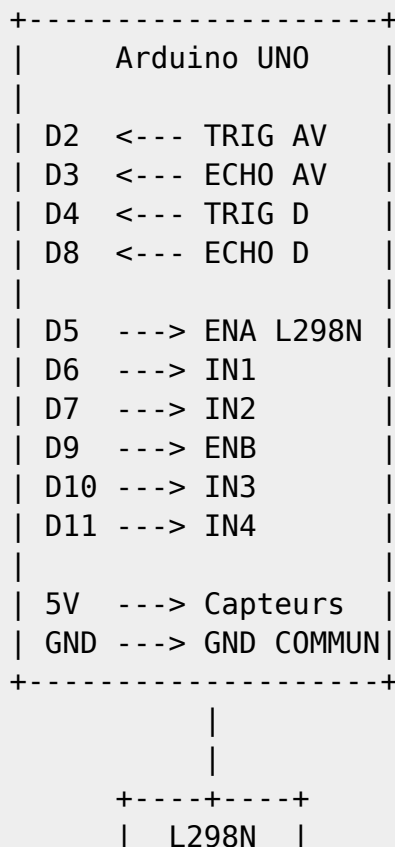 +--------------------+
|     Arduino UNO    |
|                    |
| D2  <--- TRIG AV   |
| D3  <--- ECHO AV   |
| D4  <--- TRIG D    |
| D8  <--- ECHO D    |
|                    |
| D5  ---> ENA L298N |
| D6  ---> IN1       |
| D7  ---> IN2       |
| D9  ---> ENB       |
| D10 ---> IN3       |
| D11 ---> IN4       |
|                    |
| 5V  ---> Capteurs  |
| GND ---> GND COMMUN|
+--------------------+
           |
           |
      +----+----+
      |  L298N  |